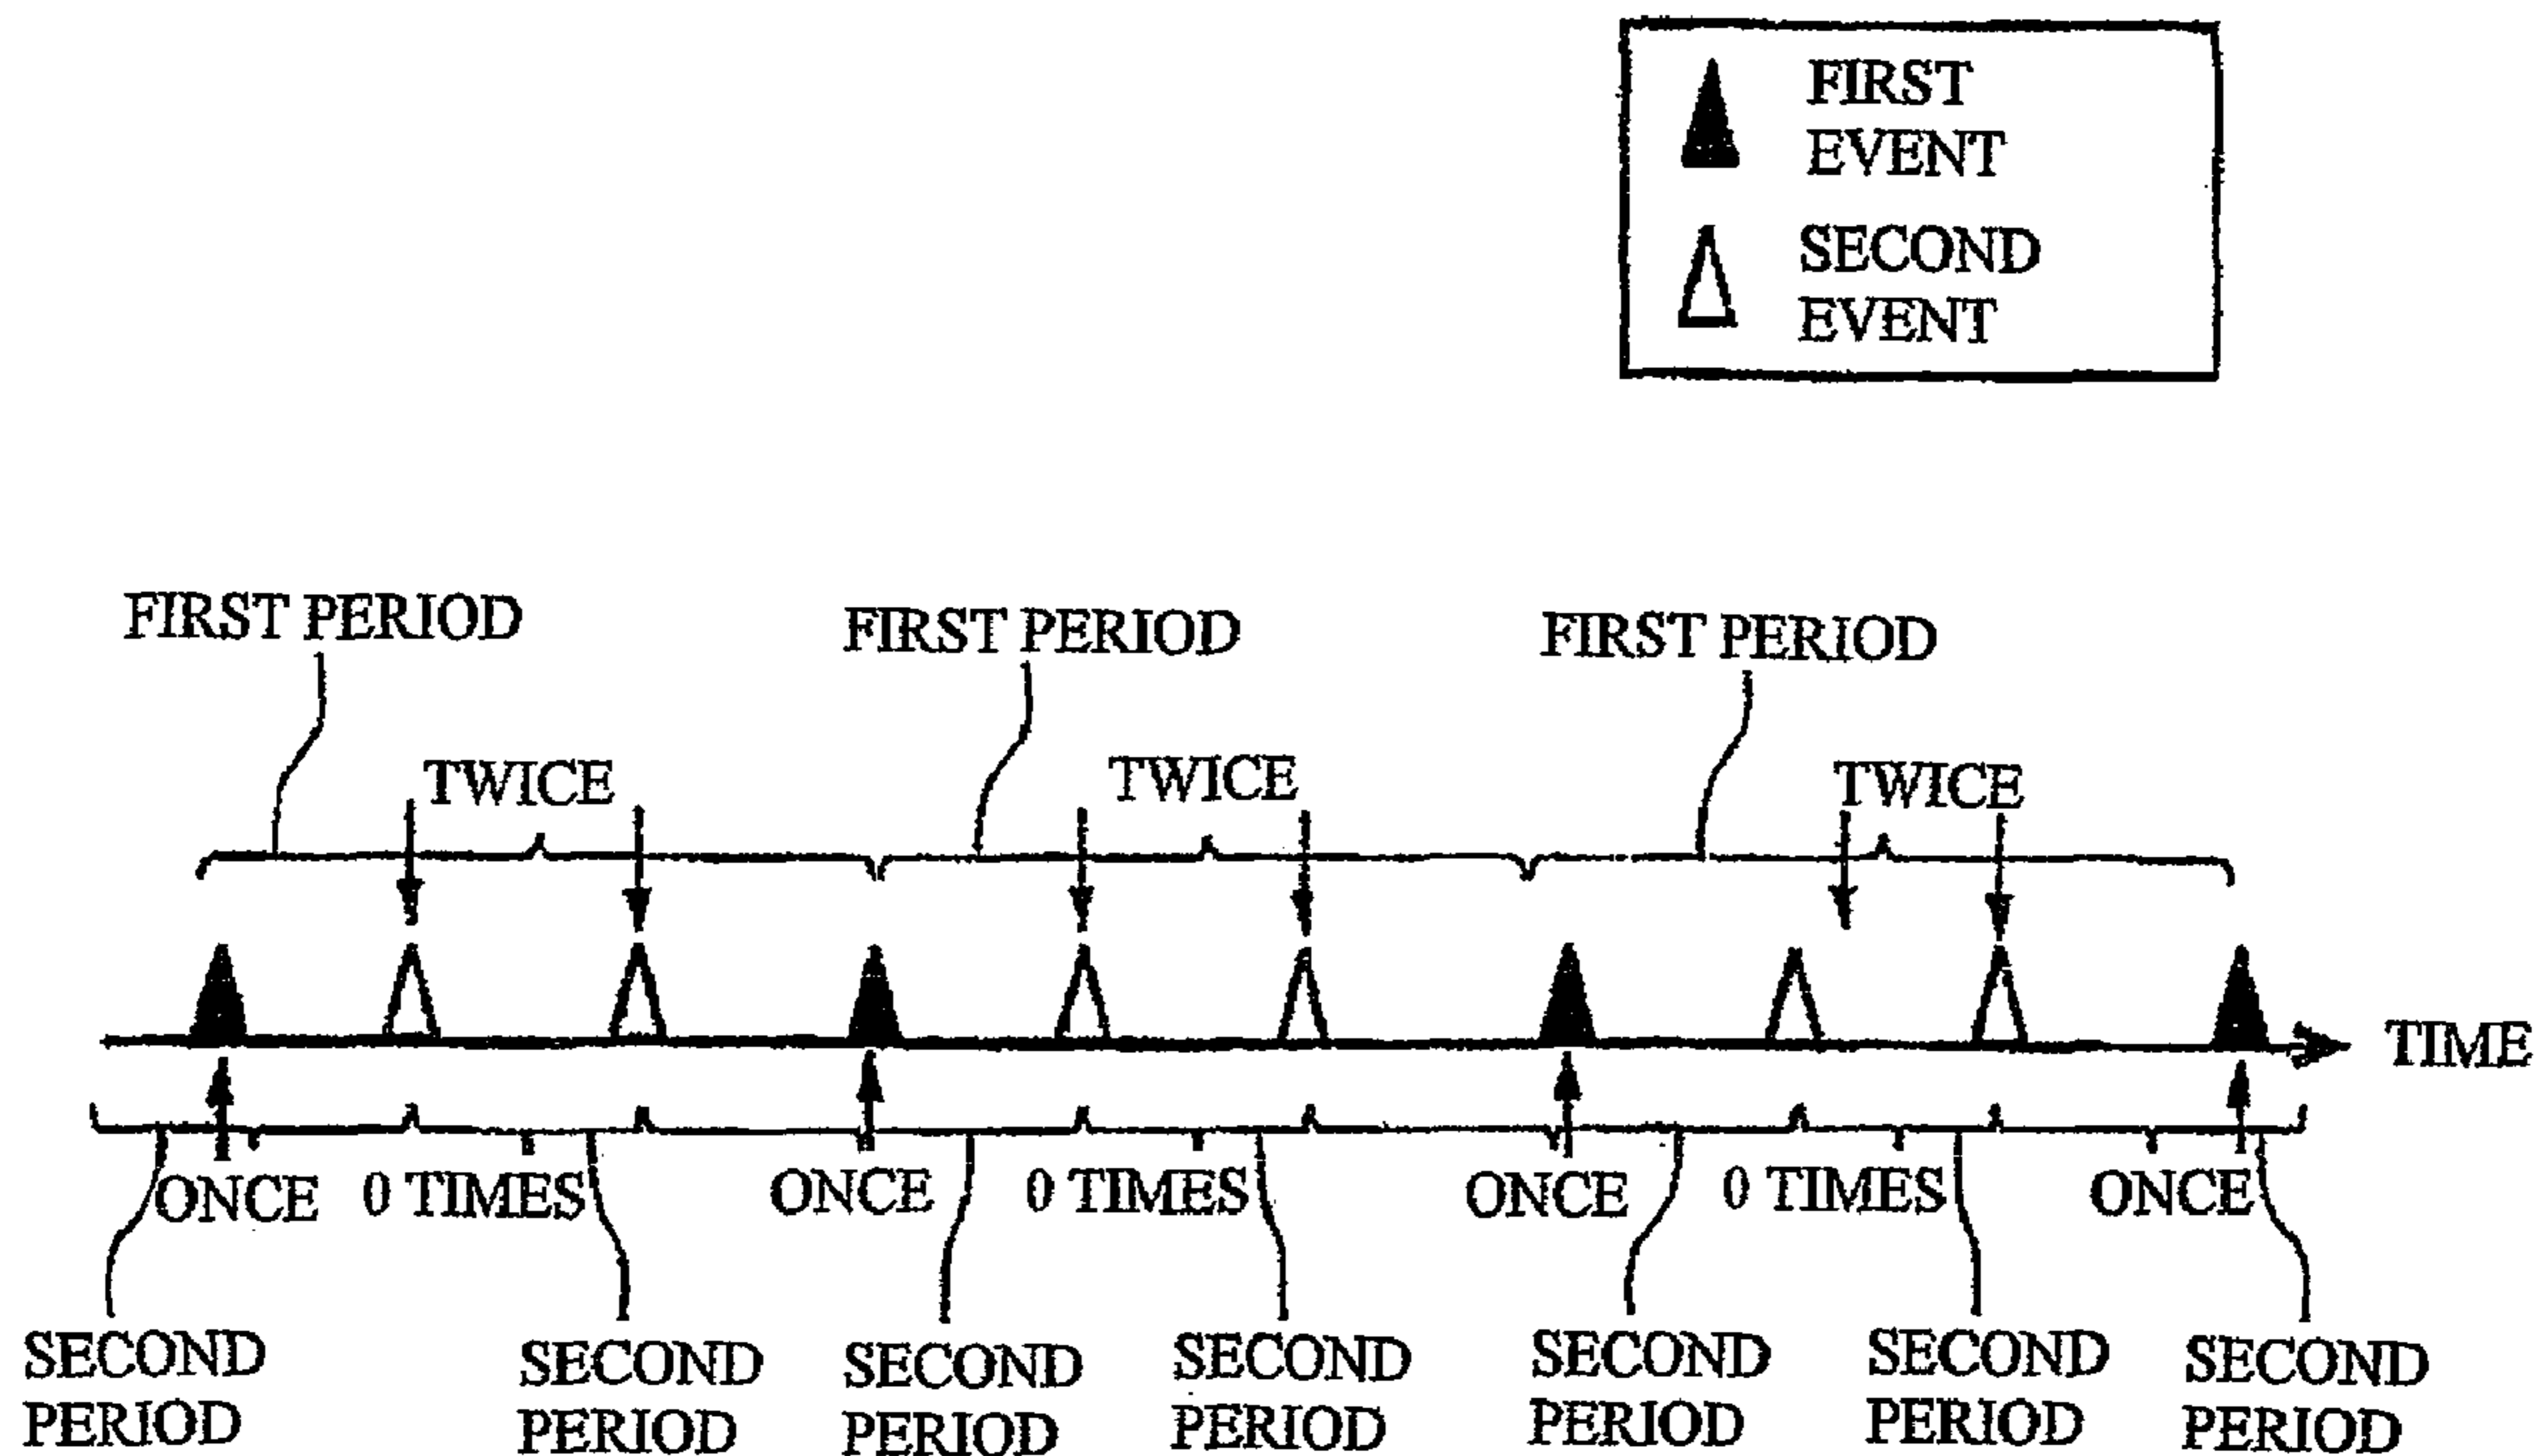 FIRST
EVENT
SECOND
EVENT
FIRST PERIOD
FIRST PERIOD
FIRST PERIOD
TWICE
TWICE
TWICE
TIME
ONCE
0 TIMES
ONCE
0 TIMES
ONCE
0 TIMES
ONCE
SECOND
PERIOD
SECOND
PERIOD
SECOND
PERIOD
SECOND
PERIOD
SECOND
PERIOD
SECOND
PERIOD
SECOND
PERIOD